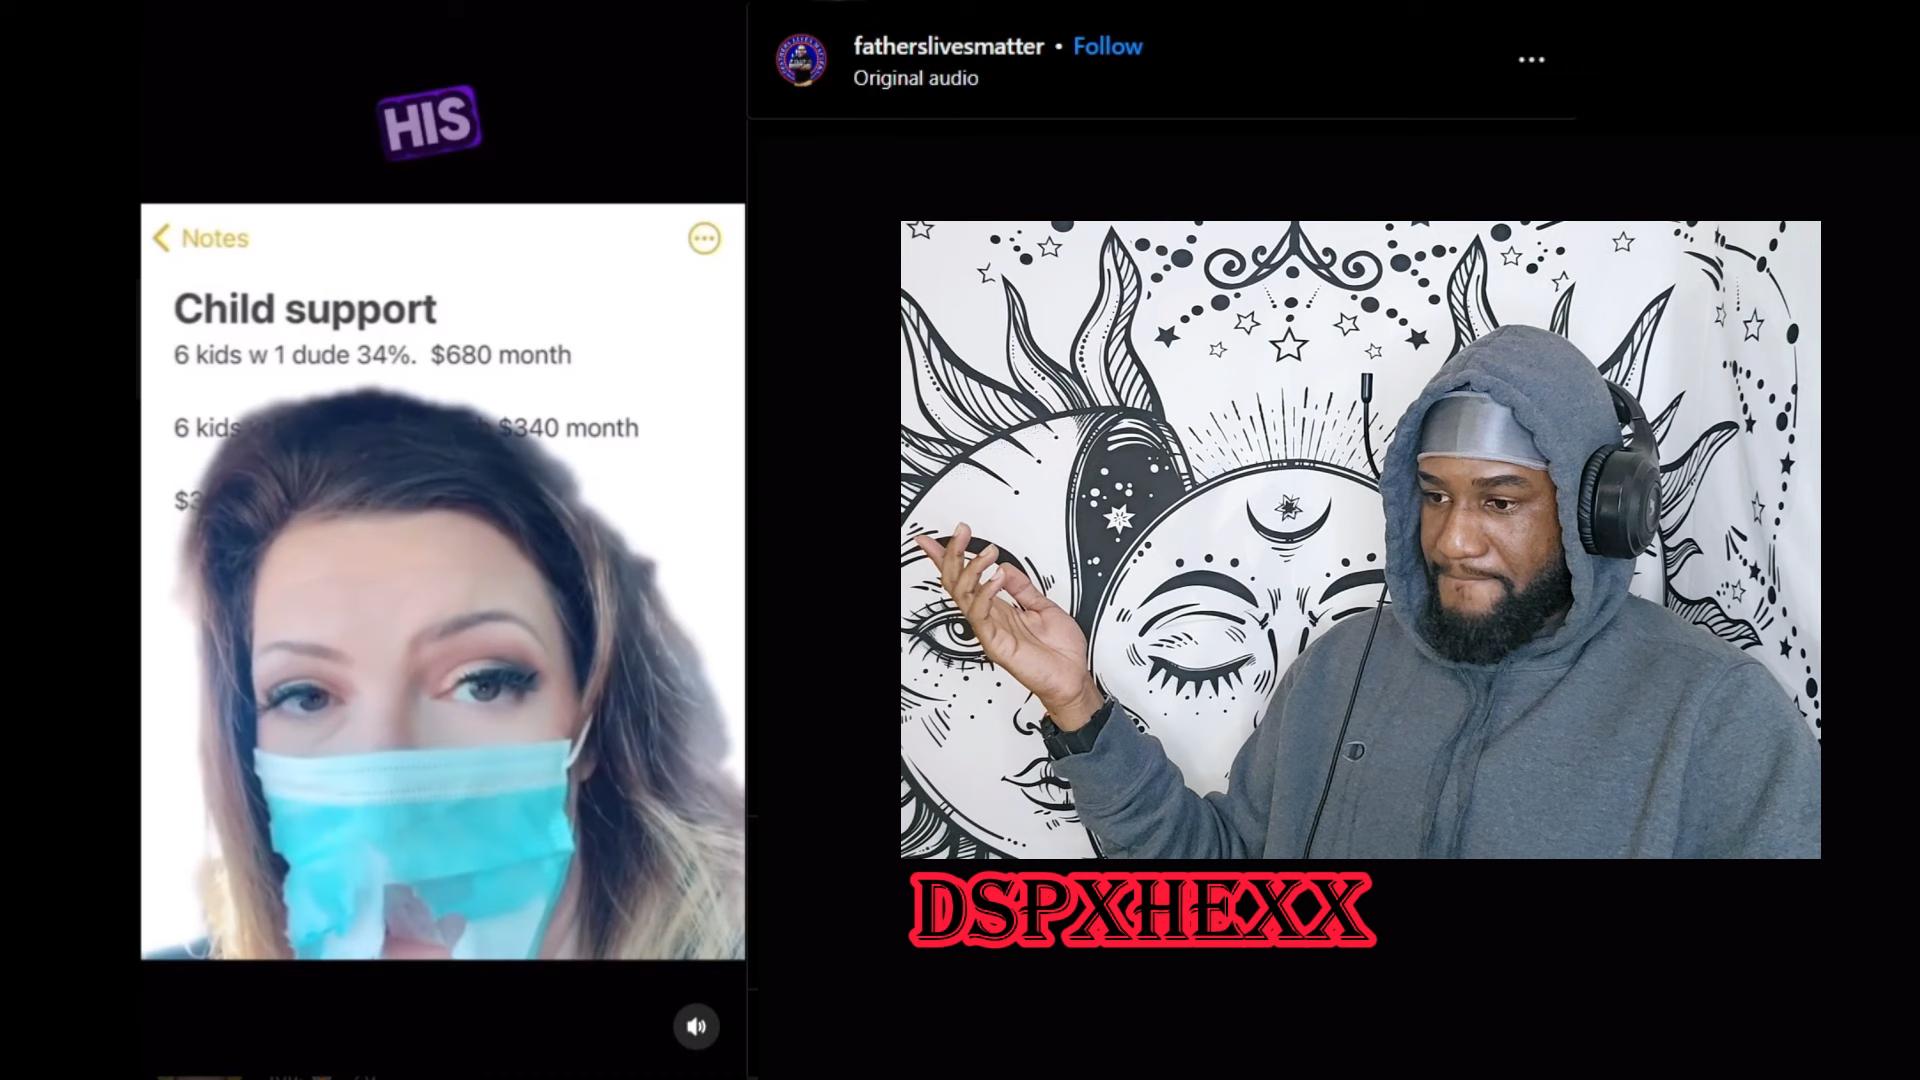 HIS
Notes
Child support
6 kids w 1 dude 34%. $680 month
6 kids $340 month
fatherslivesmatter • Follow
Original audio
DSPXHEXX